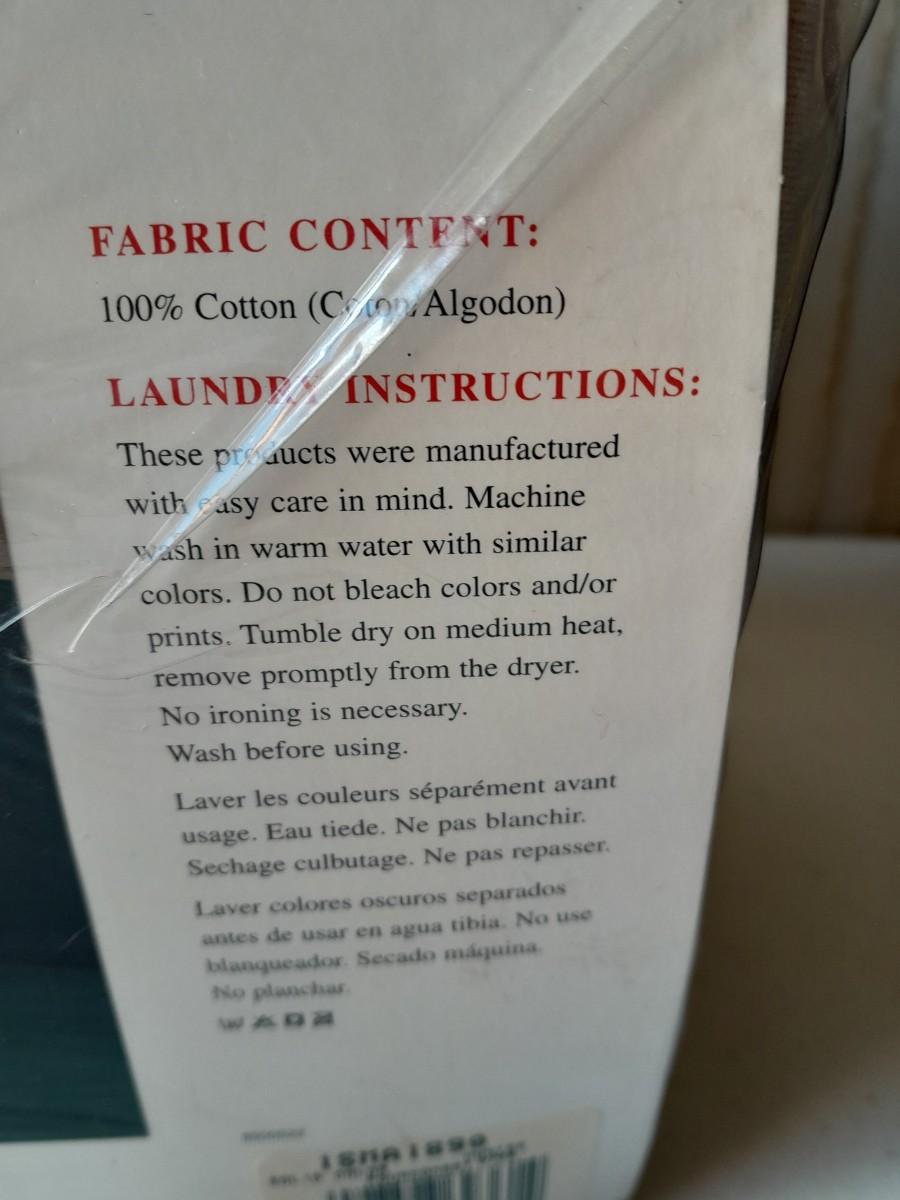 FABRIC CONTENT:
100% Cotton (Coton/Algodon)
LAUNDRY INSTRUCTIONS:
These products were manufactured
with easy care in mind. Machine
wash in warm water with similar
colors. Do not bleach colors and/or
prints. Tumble dry on medium heat,
remove promptly from the dryer.
No ironing is necessary.
Wash before using.
Laver les couleurs séparément avant
usage. Eau tiede. Ne pas blanchir.
Sechage culbutage. Ne pas repasser.
Laver colores oscuros separados
antes de usar en agua tibia. No use
blanqueador. Secado máquina.
No planchar.